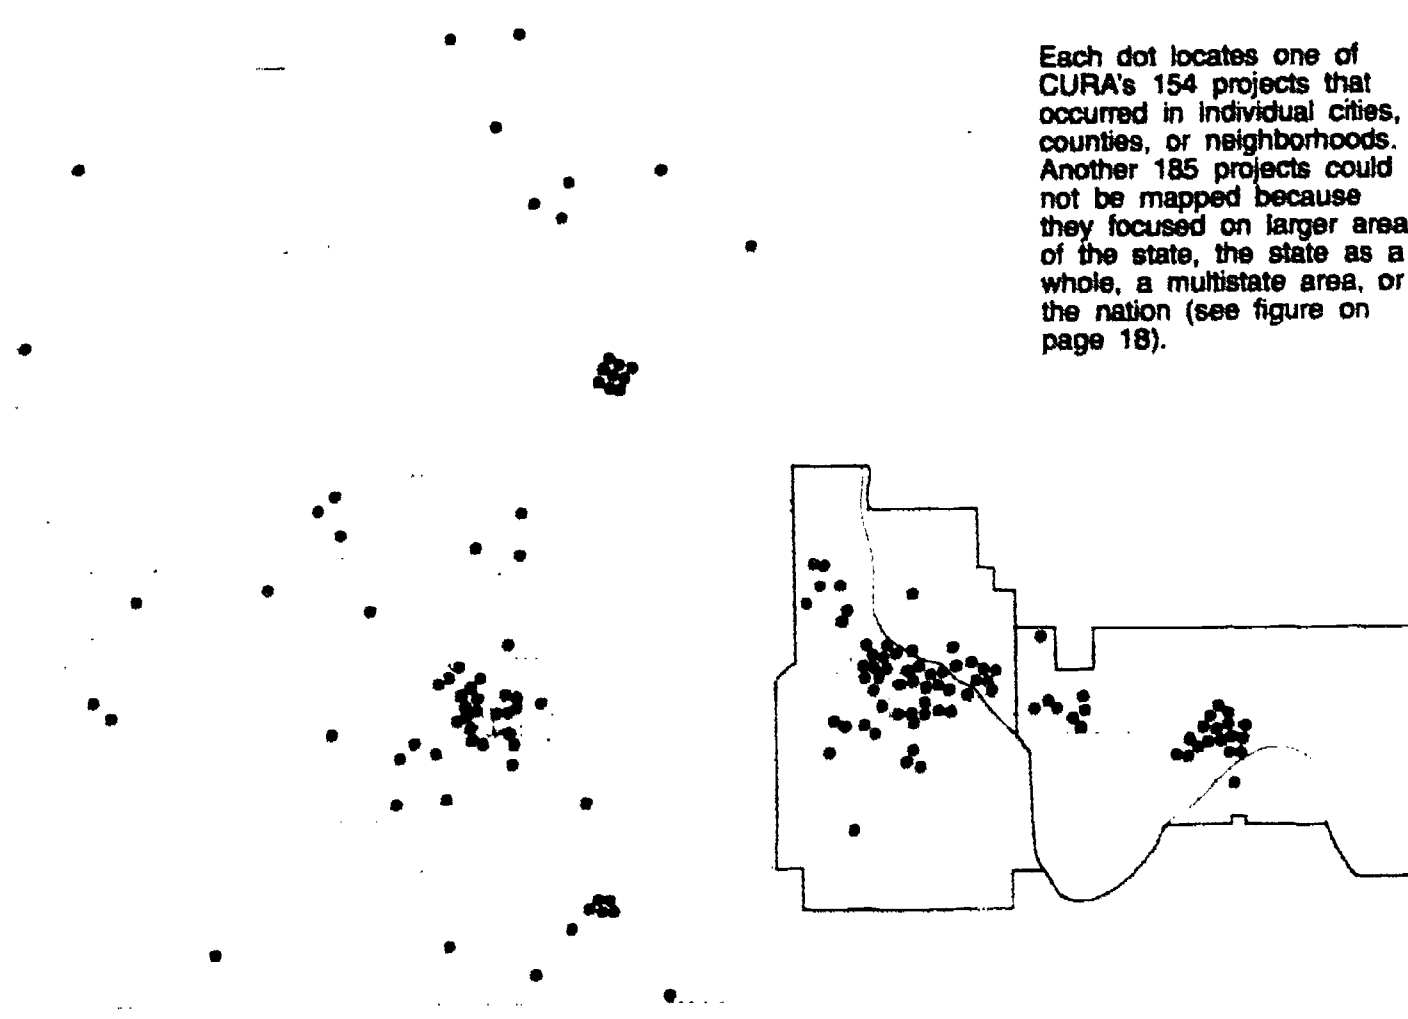 Each dot locates one of
CURA's 154 projects that
occurred in individual cities,
counties, or neighborhoods.
Another 185 projects could
not be mapped because
they focused on larger area
of the state, the state as a
whole, a multistate area, or
the nation (see figure on
page 18).